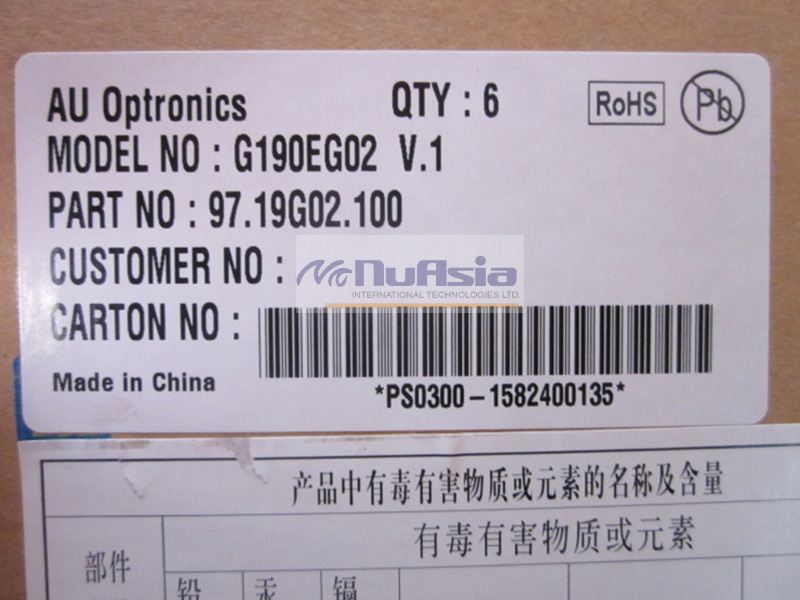 AU Optronics QTY : 6 RoHS Pb
MODEL NO : G190EG02 V.1
PART NO : 97.19G02.100
CUSTOMER NO :
NuAsia
INTERNATIONAL TECHNOLOGIES LTD.
CARTON NO :
*PS0300-1582400135*
Made in China
产品中有毒有害物质或元素的名称及含量
有毒有害物质或元素
部件
铅 汞 镉